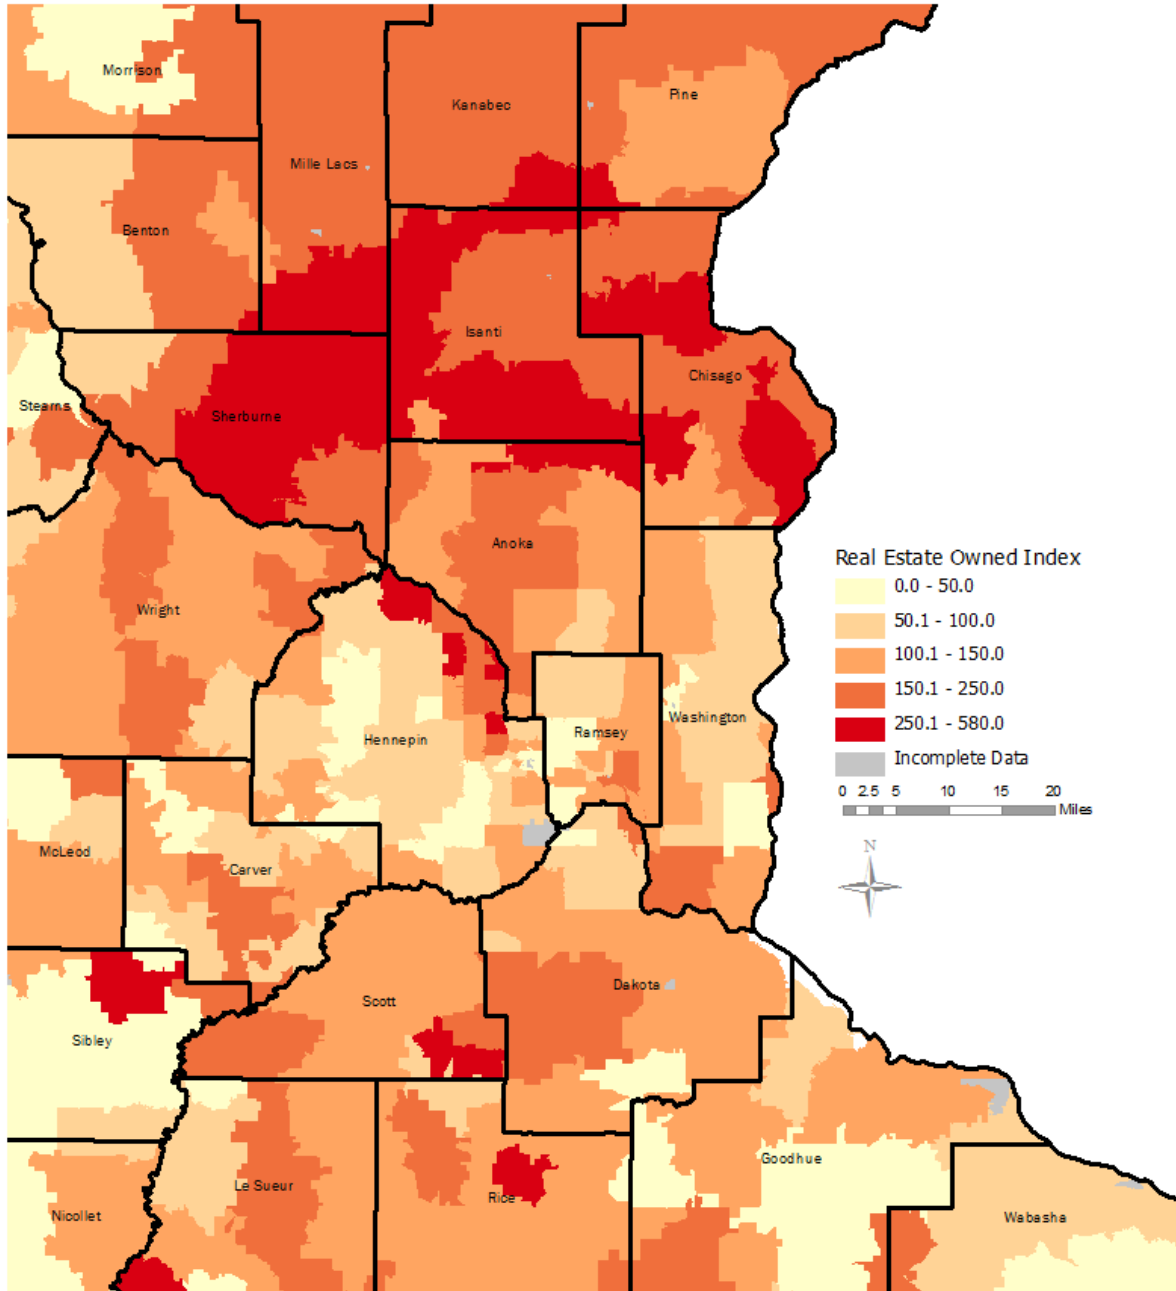 Morrison
Kanabec
Pine
Mille Lacs
Benton
Isanti
Chisago
Stearns
Sherburne
Anoka
Wright
Real Estate Owned Index
0.0 - 50.0
50.1 - 100.0
100.1 - 150.0
150.1 - 250.0
250.1 - 580.0
Incomplete Data
0 2.5 5 10 15 20
Miles
N
Hennepin
Ramsey
Washington
McLeod
Carver
Scott
Dakota
Sibley
Goodhue
Le Sueur
Rice
Nicollet
Wabasha